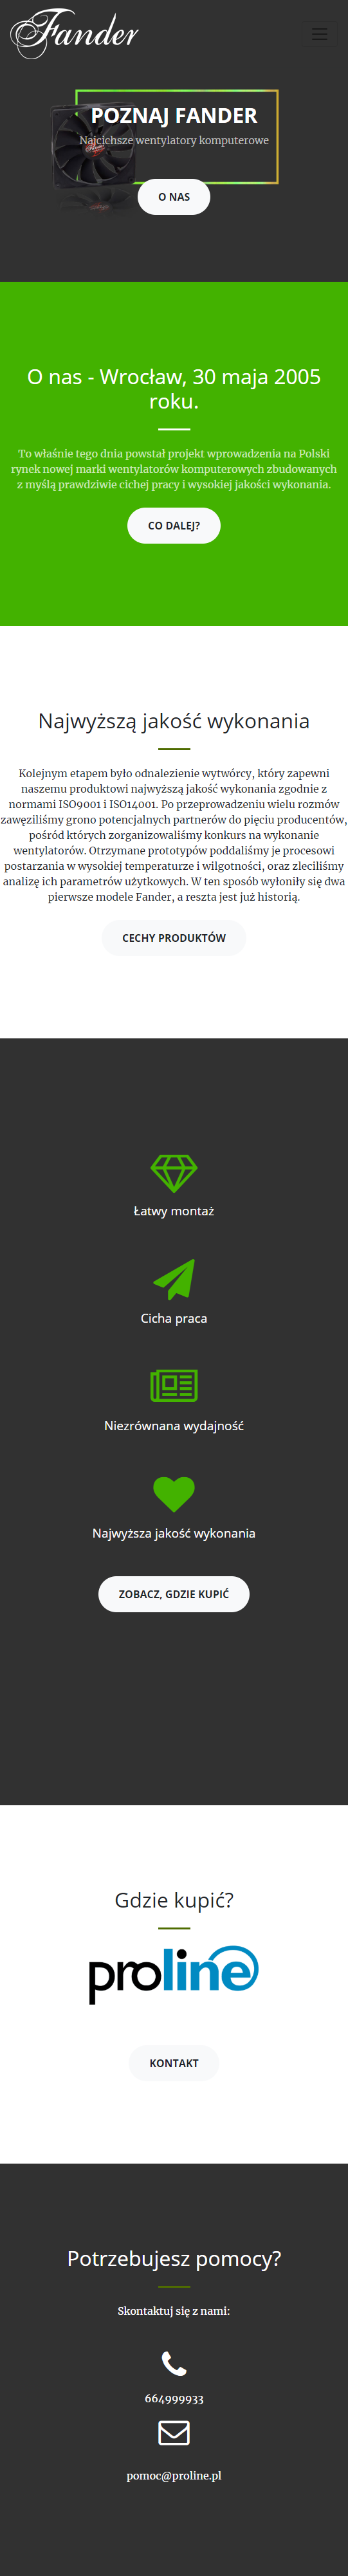 Fander
POZNAJ FANDER
Najcichsze wentylatory komputerowe
O NAS
O nas - Wrocław, 30 maja 2005
roku.
To właśnie tego dnia powstał projekt wprowadzenia na Polski
rynek nowej marki wentylatorów komputerowych zbudowanych
z myślą prawdziwie cichej pracy i wysokiej jakości wykonania.
CO DALEJ?
Najwyższą jakość wykonania
Kolejnym etapem było odnalezienie wytwórcy, który zapewni
naszemu produktowi najwyższą jakość wykonania zgodnie z
normami ISO9001 i ISO14001. Po przeprowadzeniu wielu rozmów
zawęziliśmy grono potencjalnych partnerów do pięciu producentów,
pośród których zorganizowaliśmy konkurs na wykonanie
wentylatorów. Otrzymane prototypów poddaliśmy je procesowi
postarzania w wysokiej temperaturze i wilgotności, oraz zleciliśmy
analizę ich parametrów użytkowych. W ten sposób wyłoniły się dwa
pierwsze modele Fander, a reszta jest już historią.
CECHY PRODUKTÓW
Łatwy montaż
Cicha praca
Niezrównana wydajność
Najwyższa jakość wykonania
ZOBACZ, GDZIE KUPIĆ
Gdzie kupić?
proline
KONTAKT
Potrzebujesz pomocy?
Skontaktuj się z nami:
664999933
pomoc@proline.pl